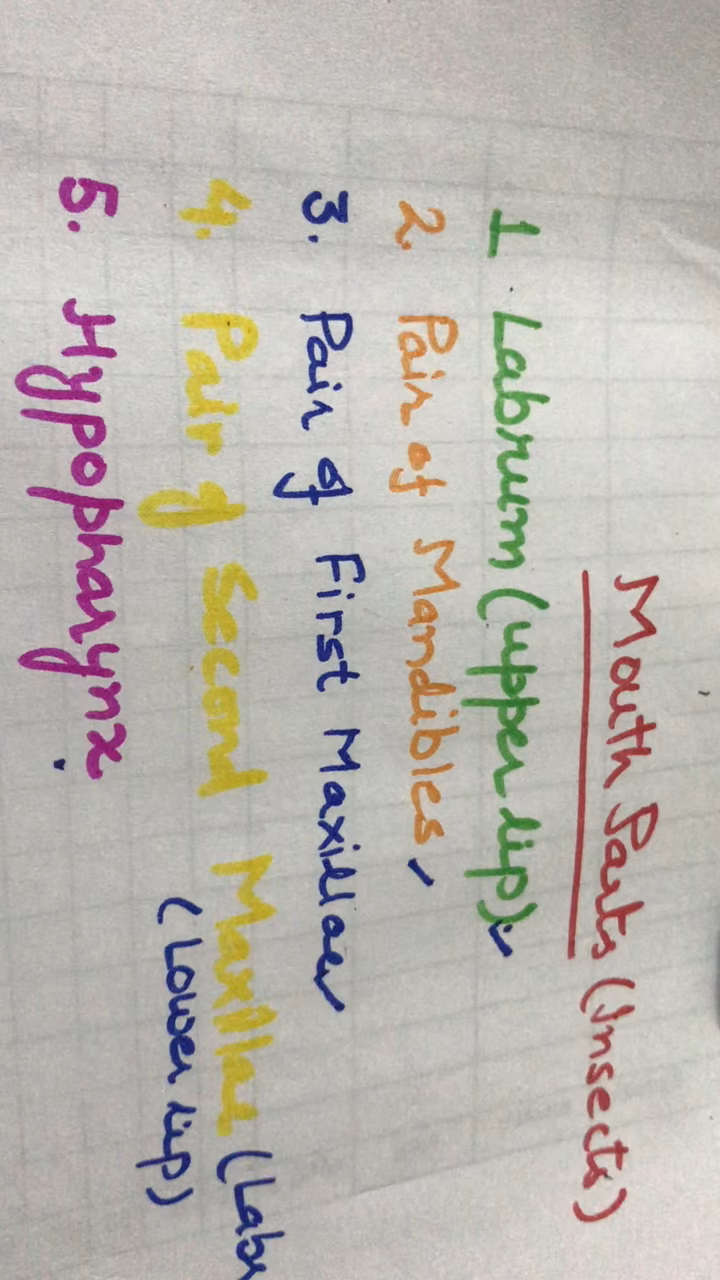 Mouth Parts (Insects)
1 Labrum (upper lip).
2. Pair of Mandibles,
3. Pair of First Maxillae
4. Pair of Second Maxillae (Lab
(Lower lip)
5. Hypopharynx.